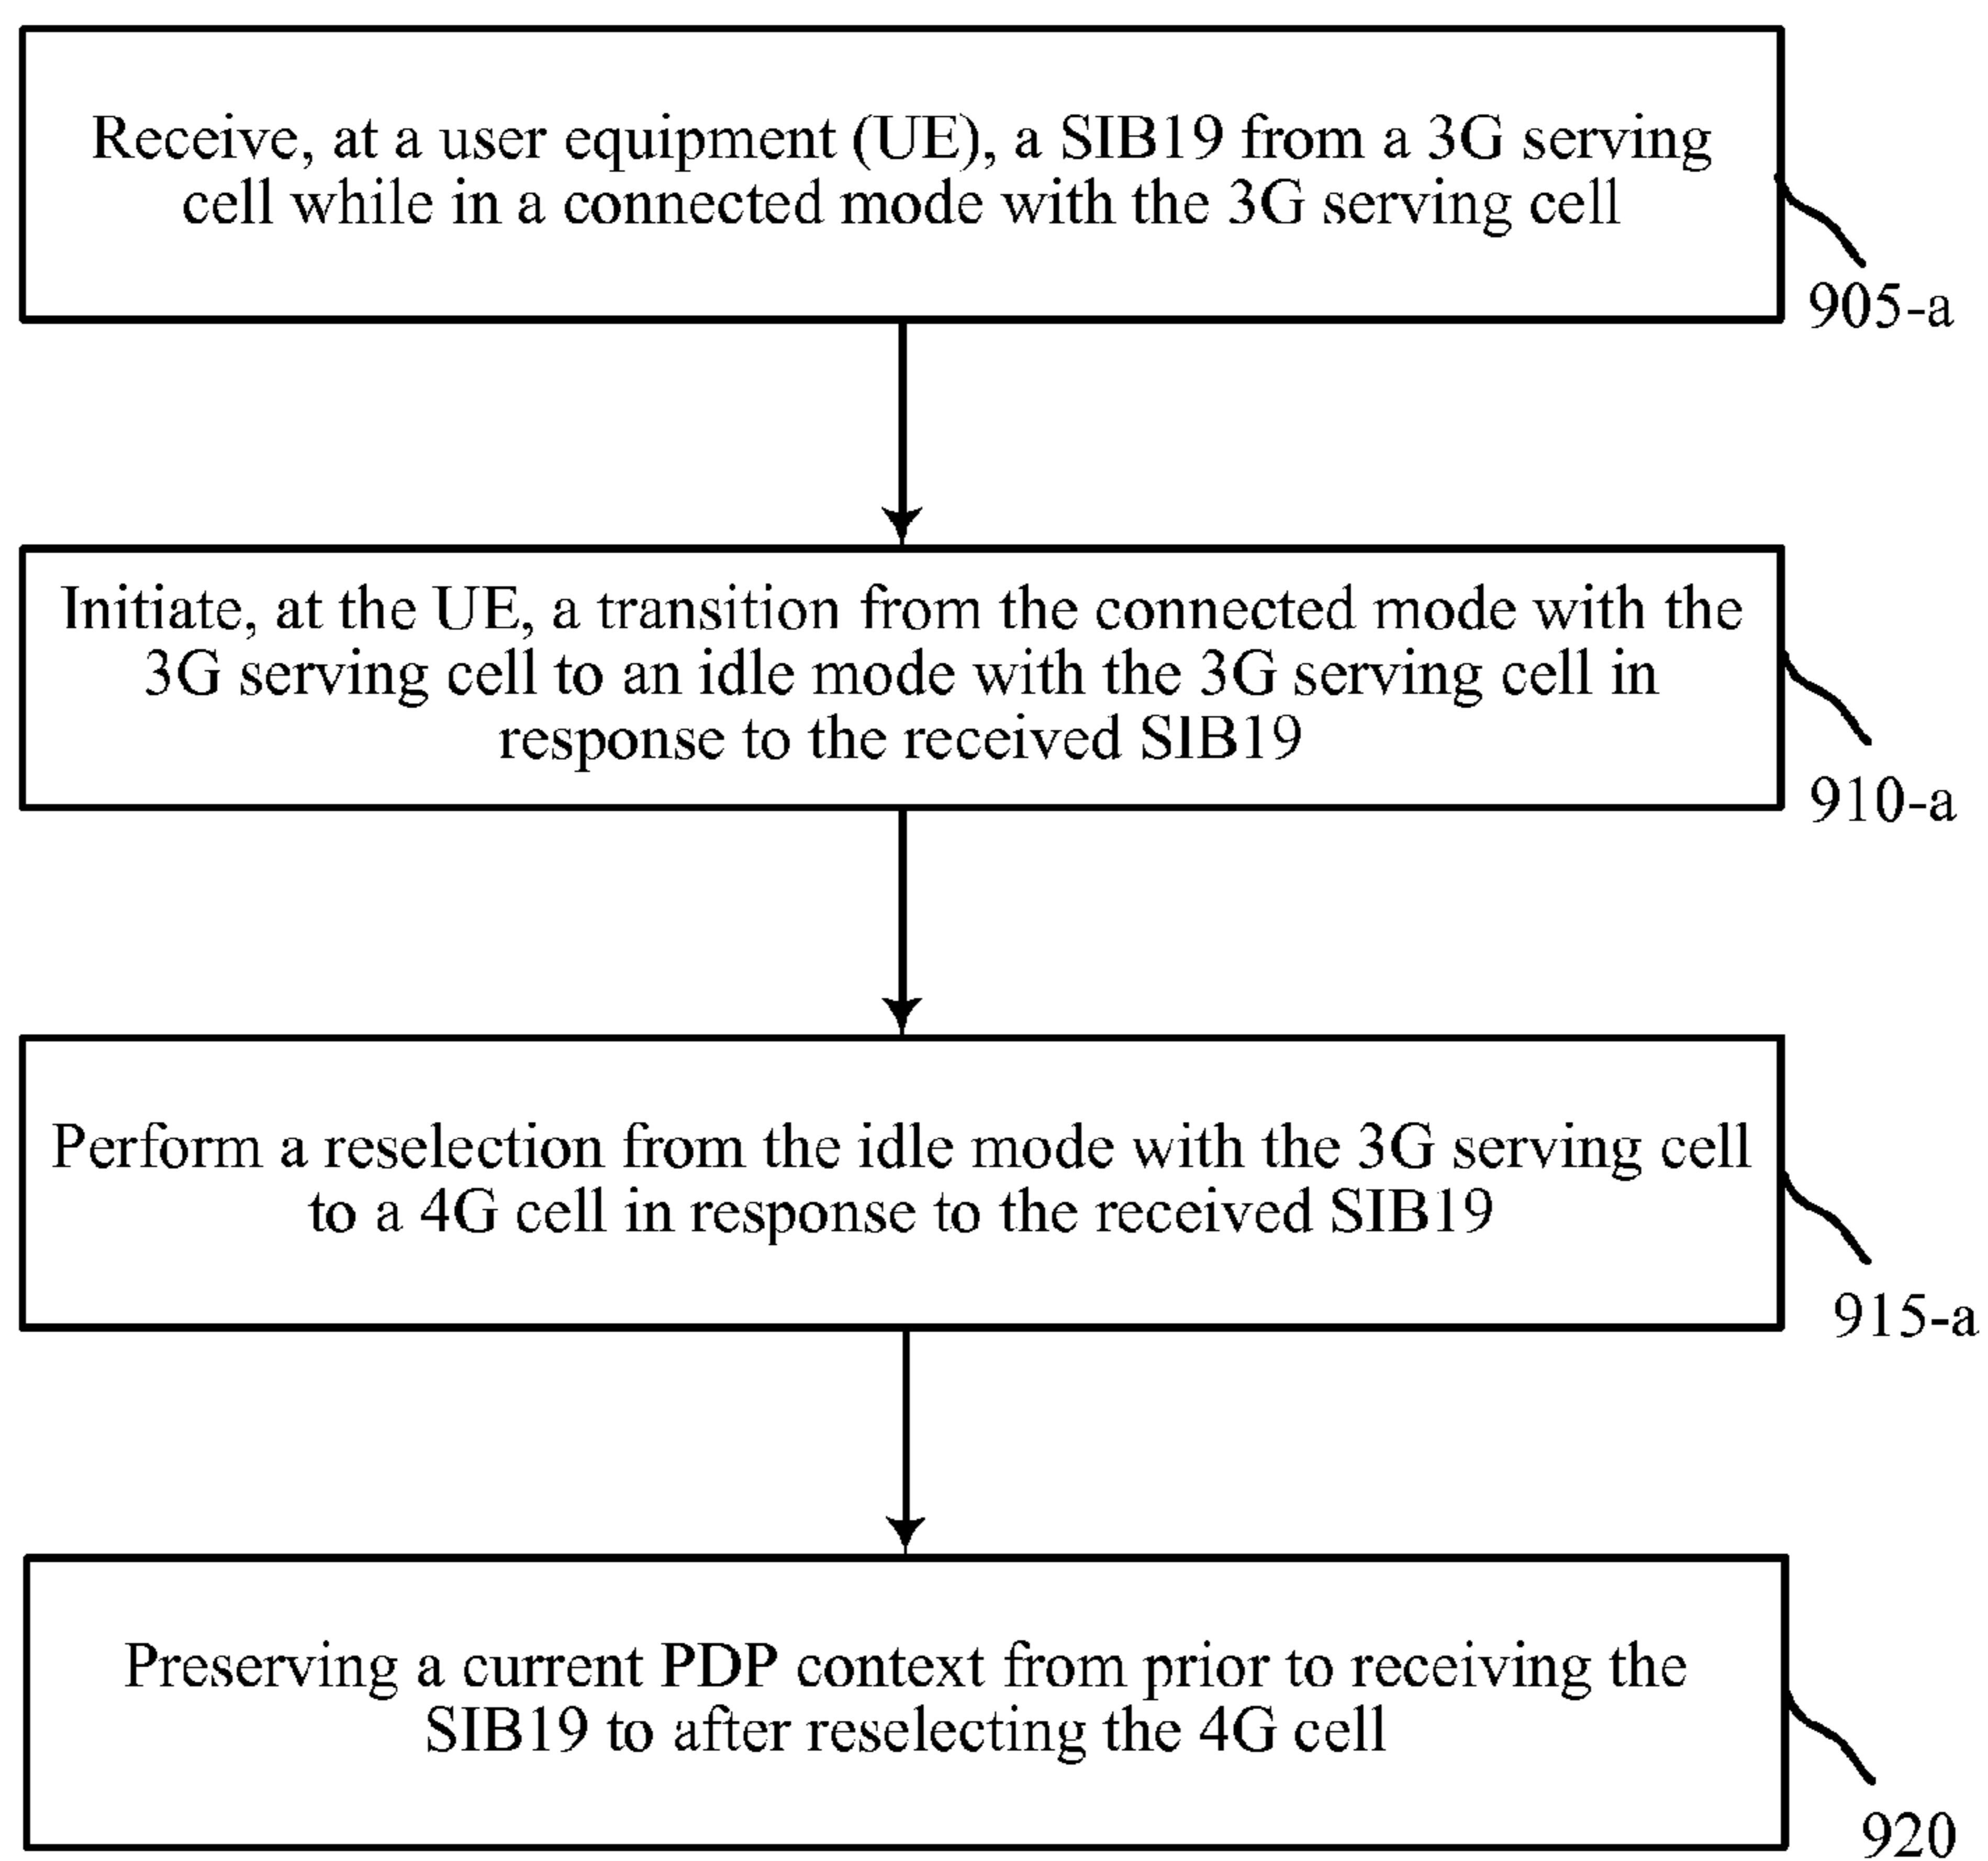 Receive, at a user equipment (UE), a SIB19 from a 3G serving
cell while in a connected mode with the 3G serving cell
905-a
Initiate, at the UE, a transition from the connected mode with the
3G serving cell to an idle mode with the 3G serving cell in
response to the received SIB19
910-a
Perform a reselection from the idle mode with the 3G serving cell
to a 4G cell in response to the received SIB19
915-a
Preserving a current PDP context from prior to receiving the
SIB19 to after reselecting the 4G cell
920